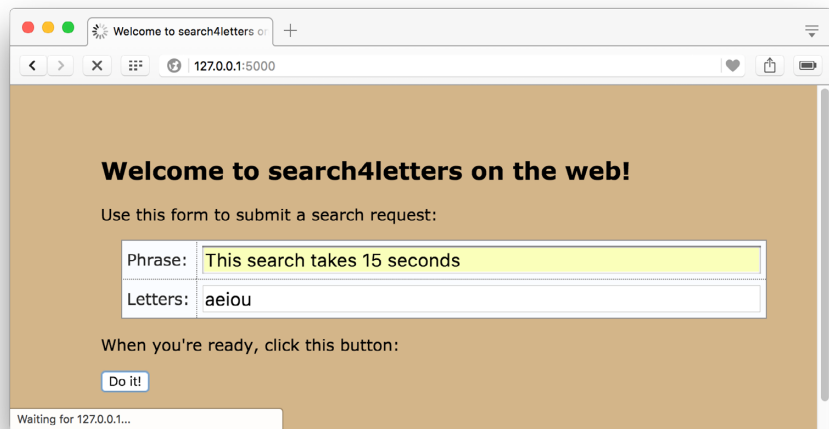 Welcome to search4letters o
127.0.0.1:5000
Welcome to search4letters on the web!
Use this form to submit a search request:
Phrase: This search takes 15 seconds
Letters: aeiou
When you're ready, click this button:
Do it!
Waiting for 127.0.0.1...